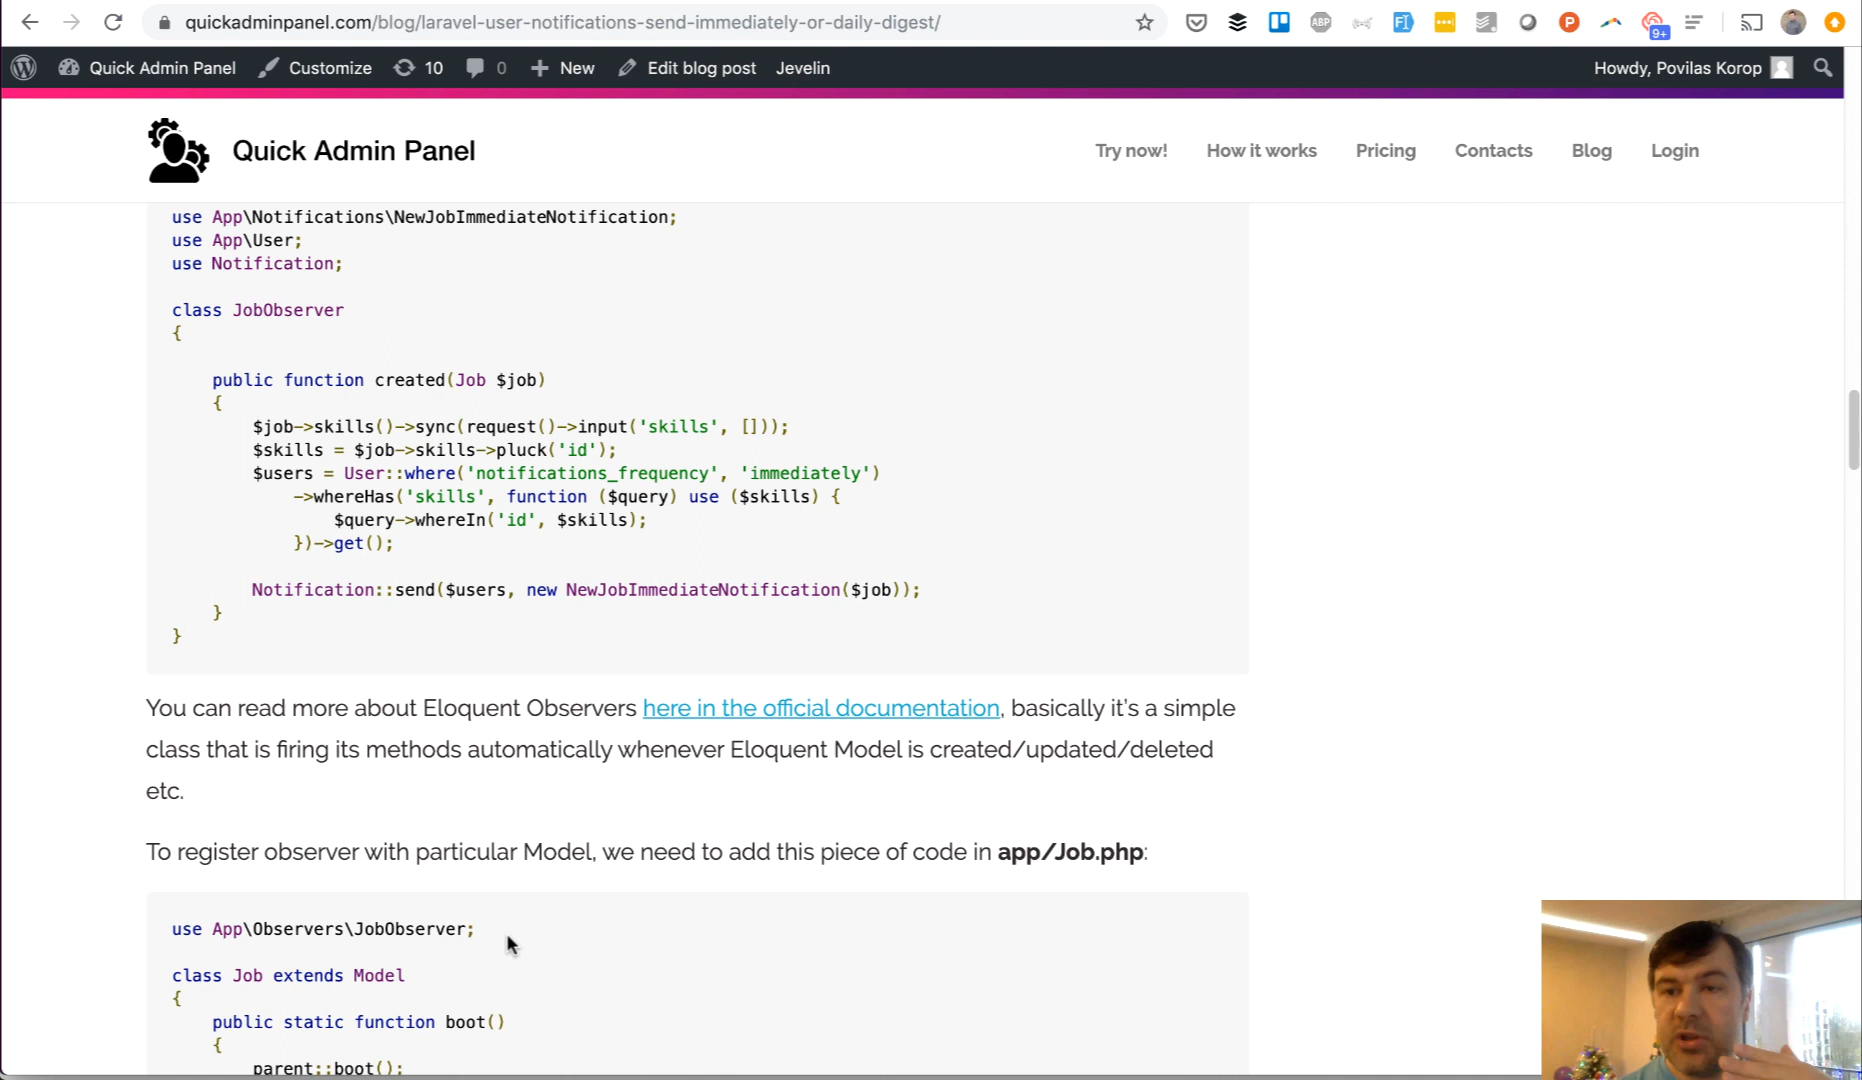 quickadminpanel.com/blog/laravel-user-notifications-send-immediately-or-daily-digest/
ABP
P
9+
Quick Admin Panel
Customize
10
0
New
Edit blog post
Jevelin
Howdy, Povilas Korop
Quick Admin Panel
Try now!
How it works
Pricing
Contacts
Blog
Login
use App\Notifications\NewJobImmediateNotification;
use App\User;
use Notification;
class JobObserver
{
public function created(Job $job)
{
$job->skills()->sync(request()->input('skills', []));
$skills = $job->skills->pluck('id');
$users = User::where('notifications_frequency', 'immediately')
->whereHas('skills', function ($query) use ($skills) {
$query->whereIn('id', $skills);
})->get();
Notification::send($users, new NewJobImmediateNotification($job));
}
}
You can read more about Eloquent Observers here in the official documentation, basically it's a simple
class that is firing its methods automatically whenever Eloquent Model is created/updated/deleted
etc.
To register observer with particular Model, we need to add this piece of code in app/Job.php:
use App\Observers\JobObserver;
class Job extends Model
{
public static function boot()
{
parent::boot();